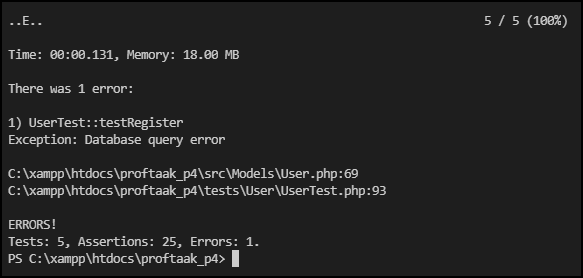 ..E.. 5 / 5 (100%)
Time: 00:00.131, Memory: 18.00 MB
There was 1 error:
1) UserTest::testRegister
Exception: Database query error
C:\xampp\htdocs\proftaak_p4\src\Models\User.php:69
C:\xampp\htdocs\proftaak_p4\tests\User\UserTest.php:93
ERRORS!
Tests: 5, Assertions: 25, Errors: 1.
PS C:\xampp\htdocs\proftaak_p4>